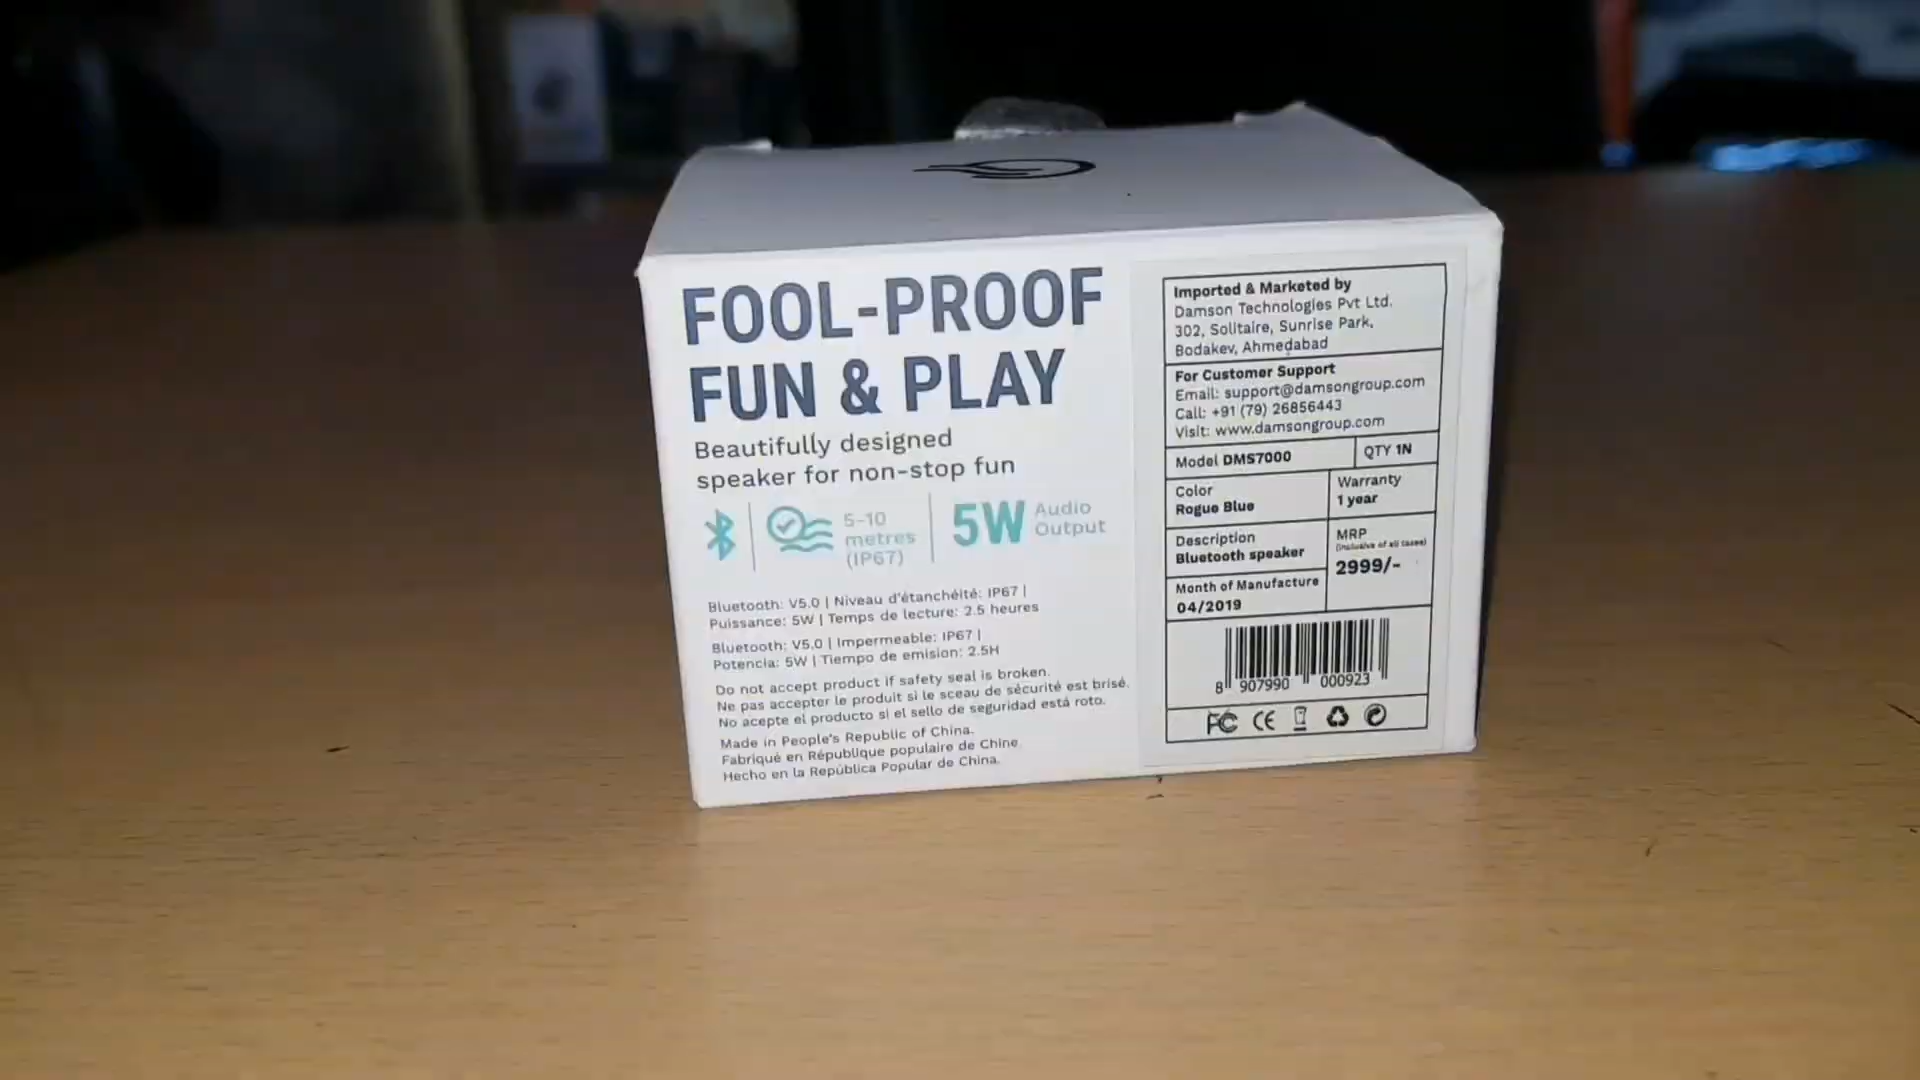 FOOL-PROOF
FUN & PLAY
Beautifully designed
speaker for non-stop fun
5-10
metres
(IP67)
5W Audio
Output
Bluetooth: V5.0 | Niveau d'étanchéité: IP67 |
Puissance: 5W | Temps de lecture: 2.5 heures
Bluetooth: V5.0 | Impermeable: IP67 |
Potencia: 5W | Tiempo de emision: 2.5H
Do not accept product if safety seal is broken.
Ne pas accepter le produit si le sceau de sécurité est brisé.
No acepte el producto si el sello de seguridad está roto.
Made in People's Republic of China.
Fabriqué en République populaire de Chine.
Hecho en la República Popular de China.
Imported & Marketed by
Damson Technologies Pvt Ltd.
302, Solitaire, Sunrise Park,
Bodakev, Ahmedabad
For Customer Support
Email: support@damsongroup.com
Call: +91 (79) 26856443
Visit: www.damsongroup.com
Model DMS7000
QTY 1N
Color
Rogue Blue
Warranty
1 year
Description
Bluetooth speaker
MRP
(inclusive of all taxes)
2999/-
Month of Manufacture
04/2019
8 907990 000923
FC CE